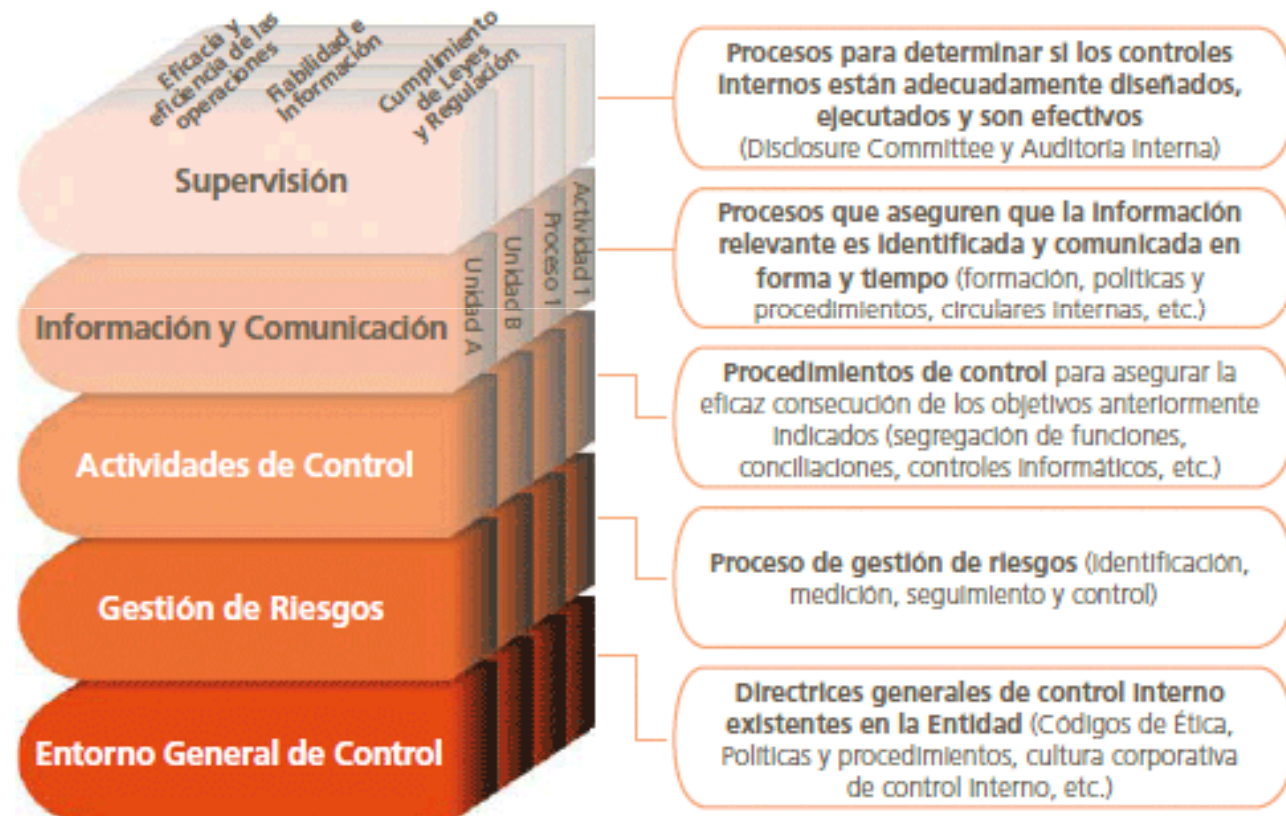 Eficacia y
eficiencia de las
operaciones
Fiabilidad e
Información
Cumplimiento
de Leyes
y Regulación
Supervisión
Información y Comunicación
Actividades de Control
Gestión de Riesgos
Entorno General de Control
Unidad A
Unidad B
Proceso 1
Actividad 1
Procesos para determinar si los controles
internos están adecuadamente diseñados,
ejecutados y son efectivos
(Disclosure Committee y Auditoría Interna)
Procesos que aseguren que la información
relevante es identificada y comunicada en
forma y tiempo (formación, políticas y
procedimientos, circulares internas, etc.)
Procedimientos de control para asegurar la
eficaz consecución de los objetivos anteriormente
indicados (segregación de funciones,
conciliaciones, controles informáticos, etc.)
Proceso de gestión de riesgos (identificación,
medición, seguimiento y control)
Directrices generales de control interno
existentes en la Entidad (Códigos de Ética,
Políticas y procedimientos, cultura corporativa
de control interno, etc.)